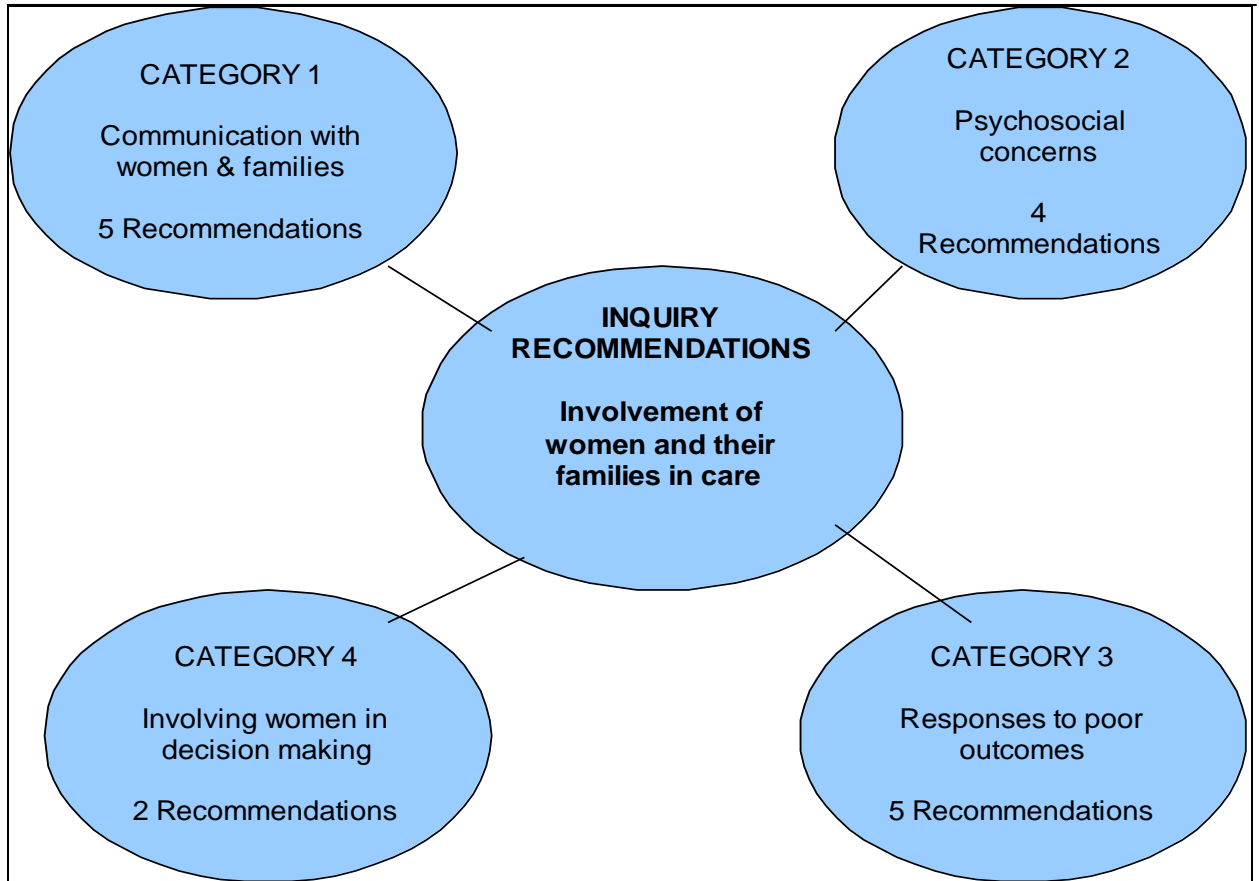 CATEGORY 1
Communication with
women & families
5 Recommendations
CATEGORY 2
Psychosocial
concerns
4
Recommendations
INQUIRY
RECOMMENDATIONS
Involvement of
women and their
families in care
CATEGORY 4
Involving women in
decision making
2 Recommendations
CATEGORY 3
Responses to poor
outcomes
5 Recommendations